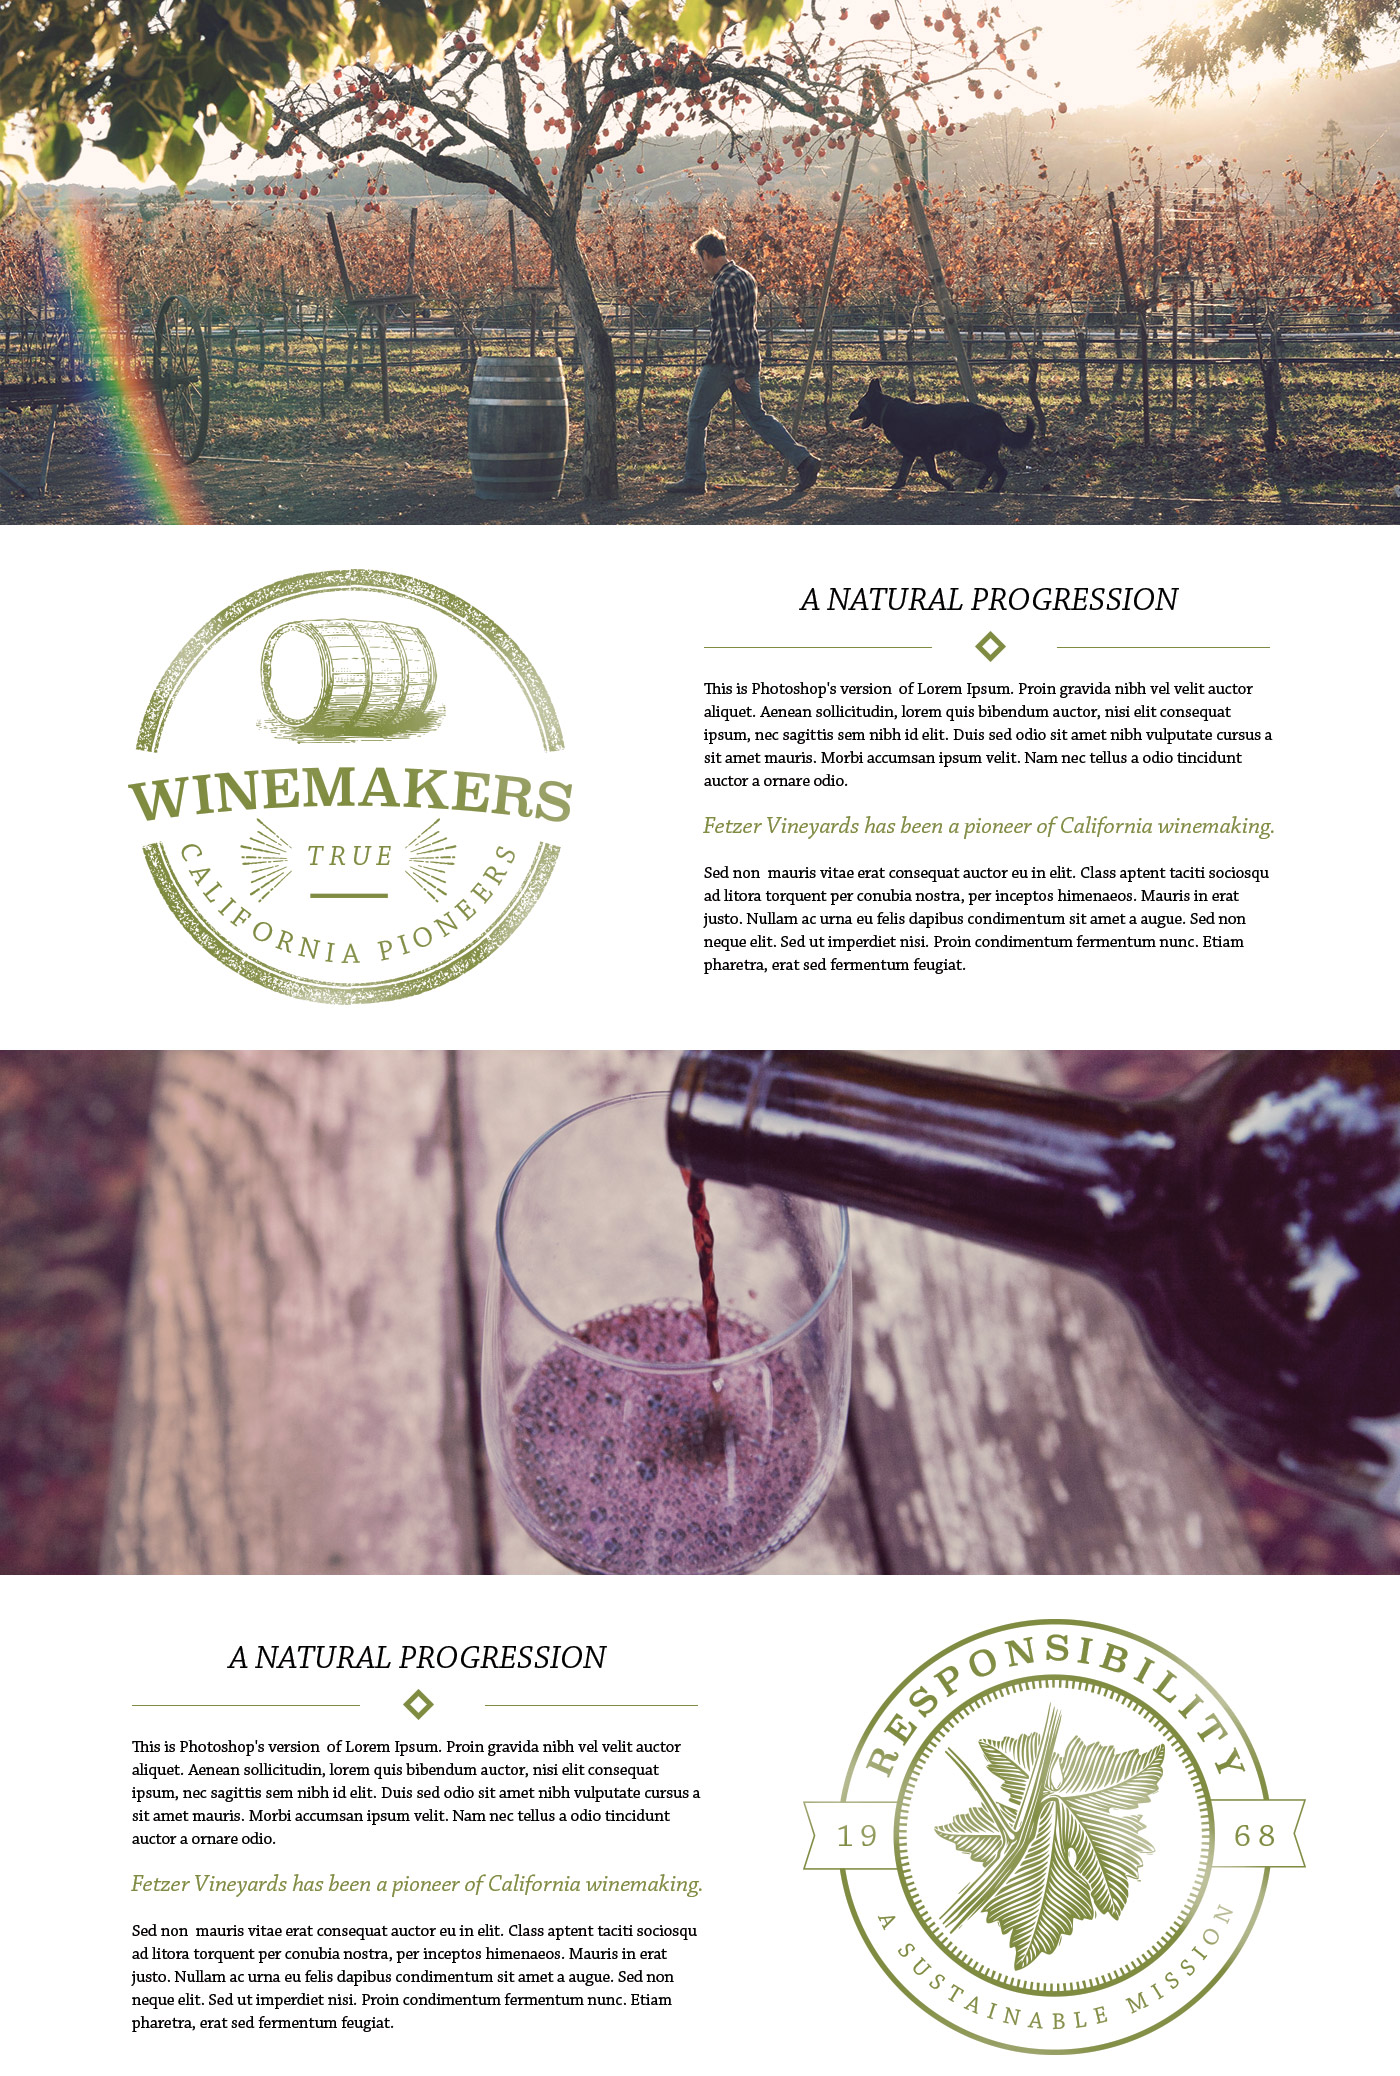 WINEMAKERS
TRUE
CALIFORNIA PIONEERS
A NATURAL PROGRESSION
This is Photoshop's version  of Lorem Ipsum. Proin gravida nibh vel velit auctor
aliquet. Aenean sollicitudin, lorem quis bibendum auctor, nisi elit consequat
ipsum, nec sagittis sem nibh id elit. Duis sed odio sit amet nibh vulputate cursus a
sit amet mauris. Morbi accumsan ipsum velit. Nam nec tellus a odio tincidunt
auctor a ornare odio.
Fetzer Vineyards has been a pioneer of California winemaking.
Sed non  mauris vitae erat consequat auctor eu in elit. Class aptent taciti sociosqu
ad litora torquent per conubia nostra, per inceptos himenaeos. Mauris in erat
justo. Nullam ac urna eu felis dapibus condimentum sit amet a augue. Sed non
neque elit. Sed ut imperdiet nisi. Proin condimentum fermentum nunc. Etiam
pharetra, erat sed fermentum feugiat.
A NATURAL PROGRESSION
This is Photoshop's version  of Lorem Ipsum. Proin gravida nibh vel velit auctor
aliquet. Aenean sollicitudin, lorem quis bibendum auctor, nisi elit consequat
ipsum, nec sagittis sem nibh id elit. Duis sed odio sit amet nibh vulputate cursus a
sit amet mauris. Morbi accumsan ipsum velit. Nam nec tellus a odio tincidunt
auctor a ornare odio.
Fetzer Vineyards has been a pioneer of California winemaking.
Sed non  mauris vitae erat consequat auctor eu in elit. Class aptent taciti sociosqu
ad litora torquent per conubia nostra, per inceptos himenaeos. Mauris in erat
justo. Nullam ac urna eu felis dapibus condimentum sit amet a augue. Sed non
neque elit. Sed ut imperdiet nisi. Proin condimentum fermentum nunc. Etiam
pharetra, erat sed fermentum feugiat.
RESPONSIBILITY
19 68
A SUSTAINABLE MISSION